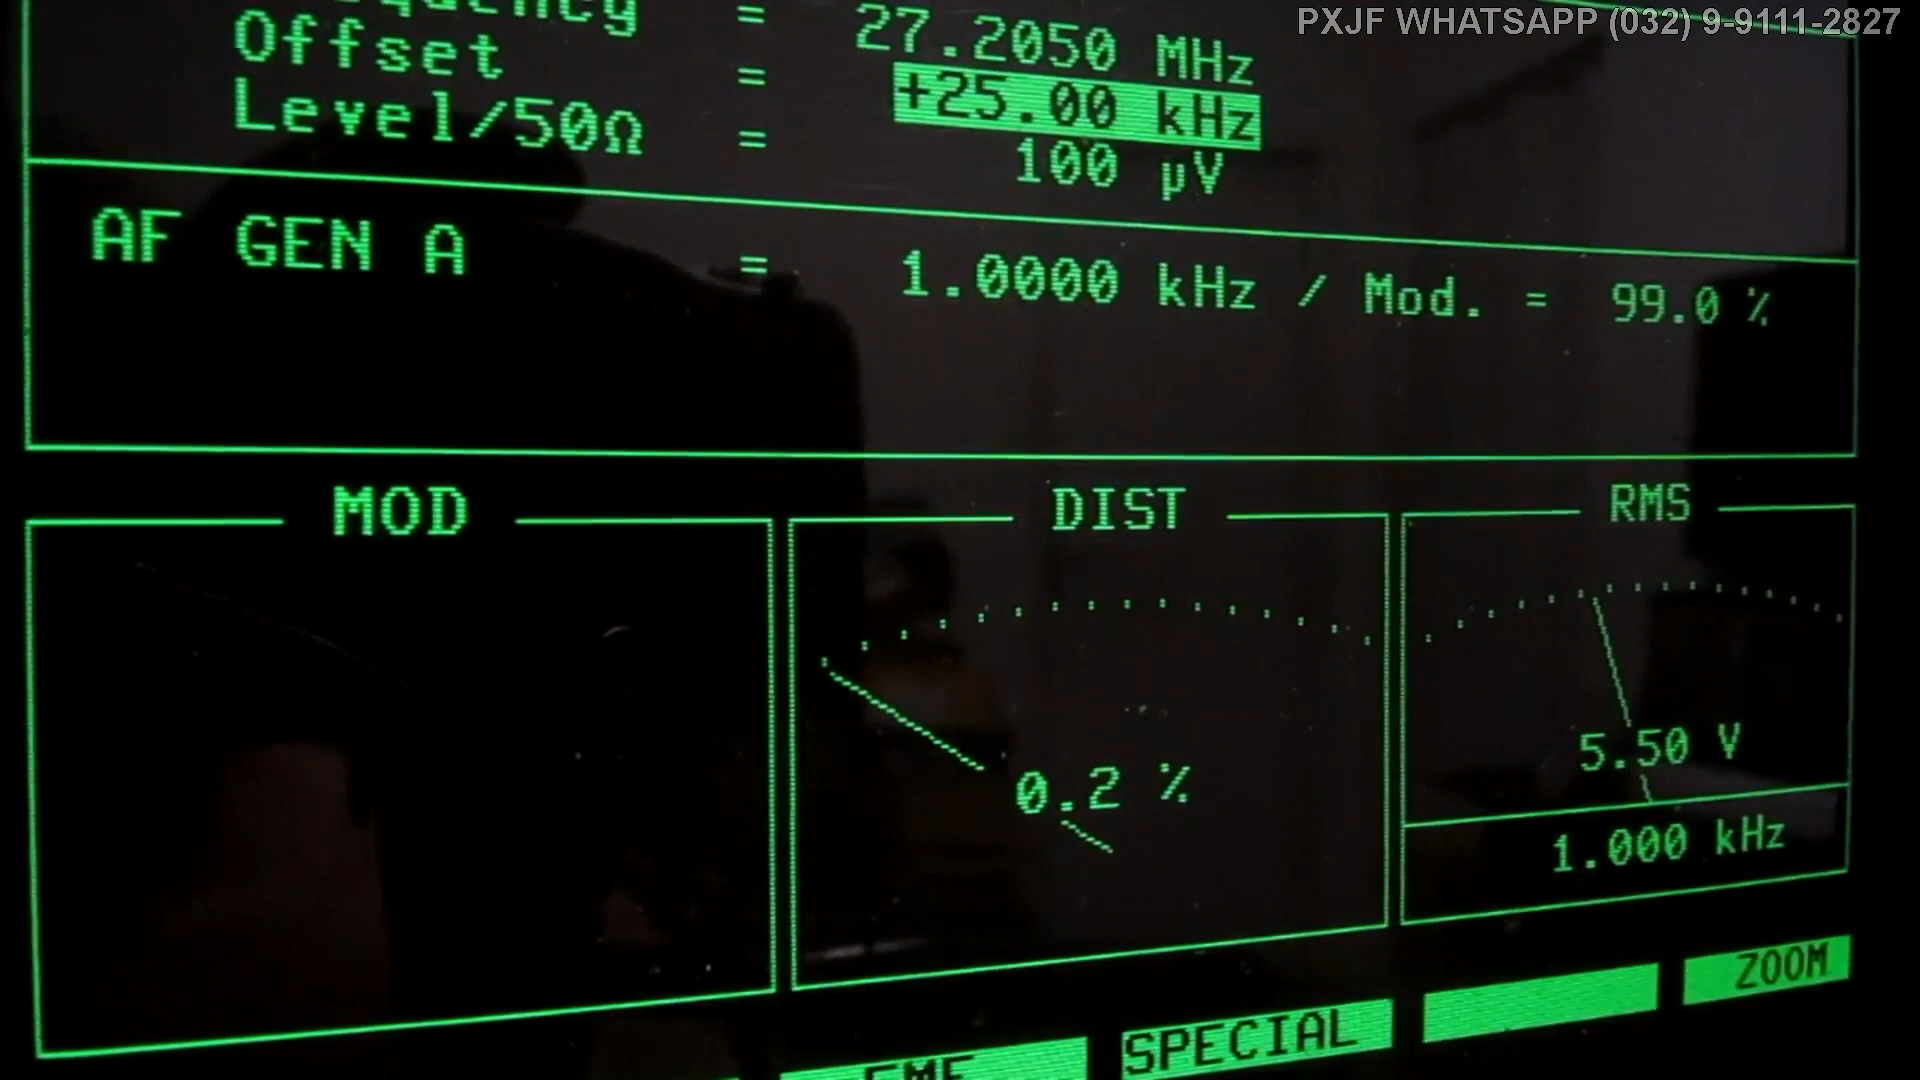 PXJF WHATSAPP (032) 9-9111-2827
= 27.2050 MHz
Offset = +25.00 kHz
Level/50Ω = 100 µV
AF GEN A = 1.0000 kHz / Mod. = 99.0 %
MOD DIST RMS
0.2 % 5.50 V
1.000 kHz
SPECIAL ZOOM